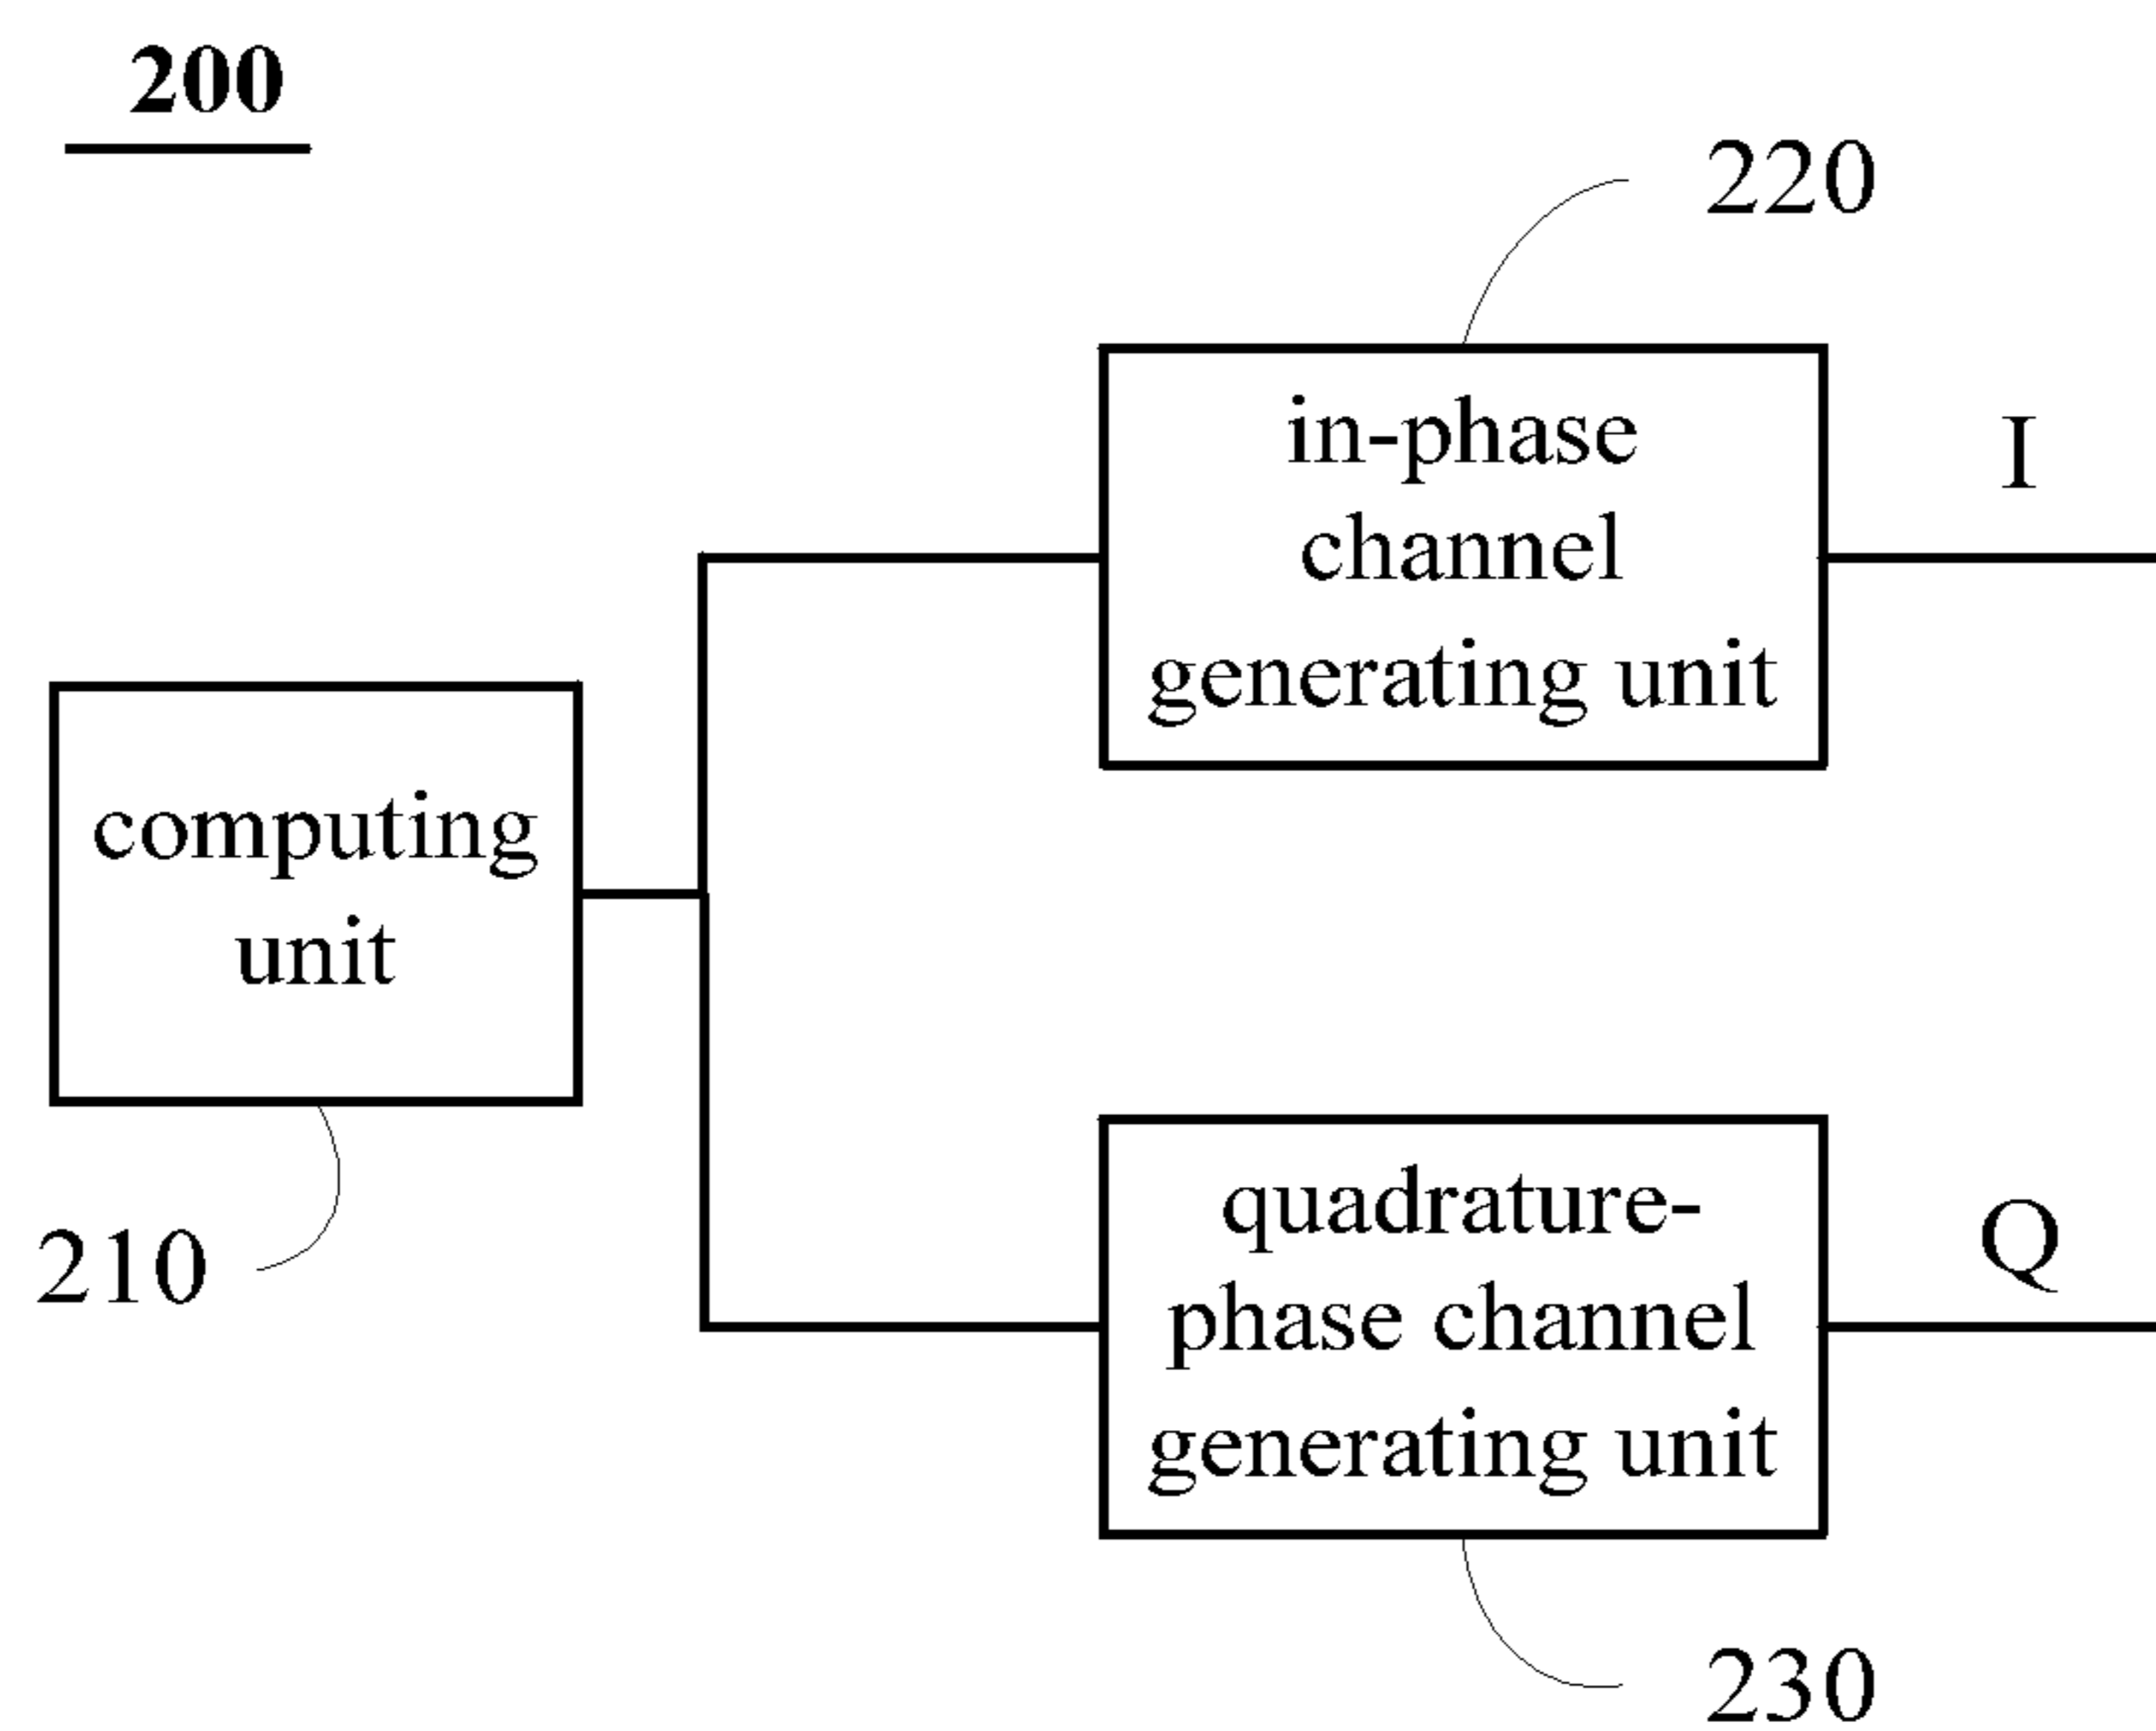 200
220
in-phase
channel
generating unit
I
computing
unit
210
quadrature-
phase channel
generating unit
Q
230